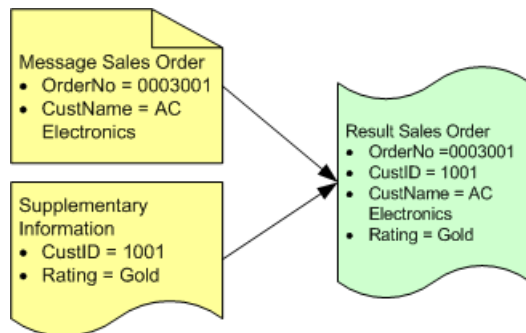 Message Sales Order
• OrderNo = 0003001
• CustName = AC
Electronics
Supplementary
Information
• CustID = 1001
• Rating = Gold
Result Sales Order
• OrderNo =0003001
• CustID = 1001
• CustName = AC
Electronics
• Rating = Gold